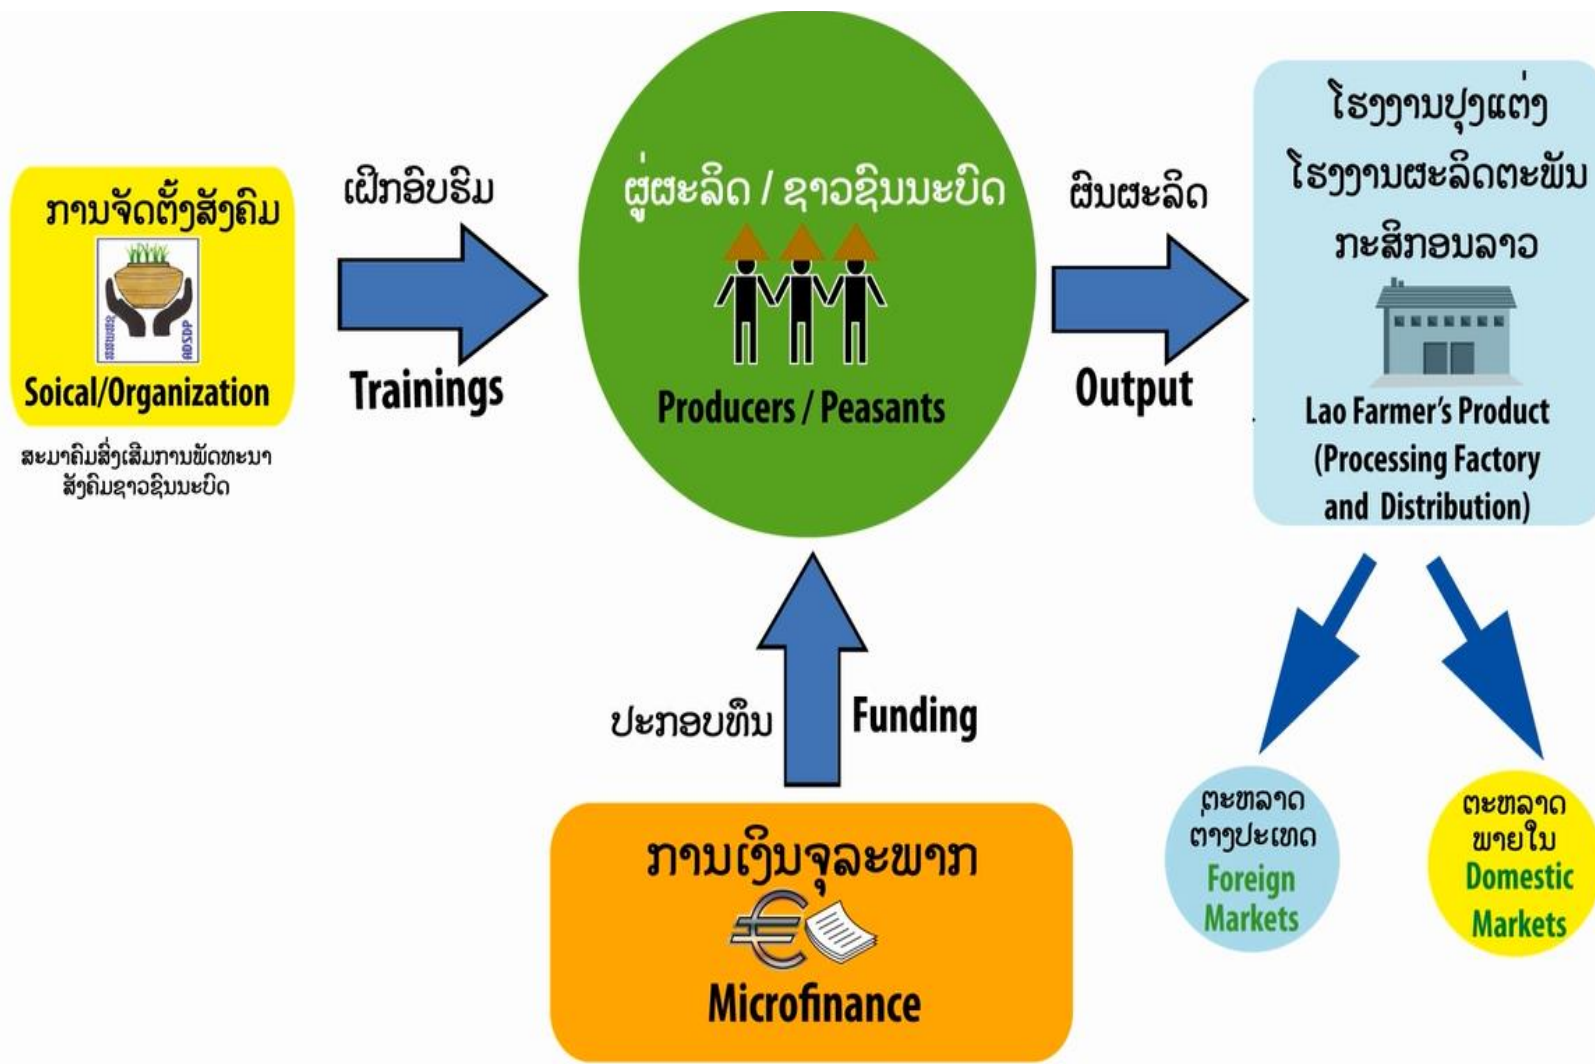 ການຈັດຕັ້ງສັງຄົມ
ສສພຊຊ
ADSDP
Soical/Organization
ສະມາຄົມສົ່ງເສີມການພັດທະນາ
ສັງຄົມຊາວຊົນນະບົດ
ເຝິກອົບຮົມ
Trainings
ຜູ່ຜະລິດ / ຊາວຊົນນະບົດ
Producers / Peasants
ຜົນຜະລິດ
Output
ໂຮງງານປຸງແຕ່ງ
ໂຮງງານຜະລິດຕະພັນ
ກະສິກອນລາວ
Lao Farmer's Product
(Processing Factory
and Distribution)
ປະກອບທຶນ
Funding
ການເງິນຈຸລະພາກ
Microfinance
ຕະຫລາດ
ຕ່າງປະເທດ
Foreign
Markets
ຕະຫລາດ
ພາຍໃນ
Domestic
Markets